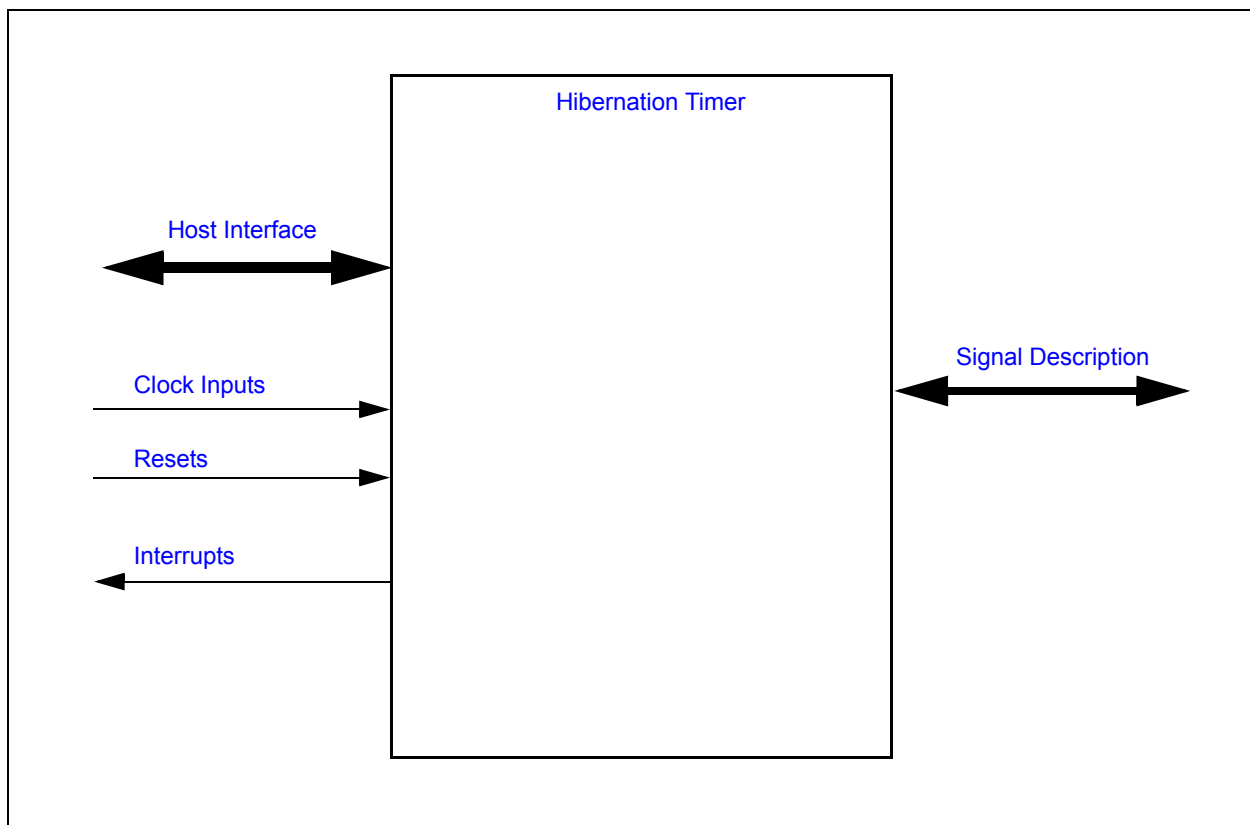 Hibernation Timer
Host Interface
Signal Description
Clock Inputs
Resets
Interrupts